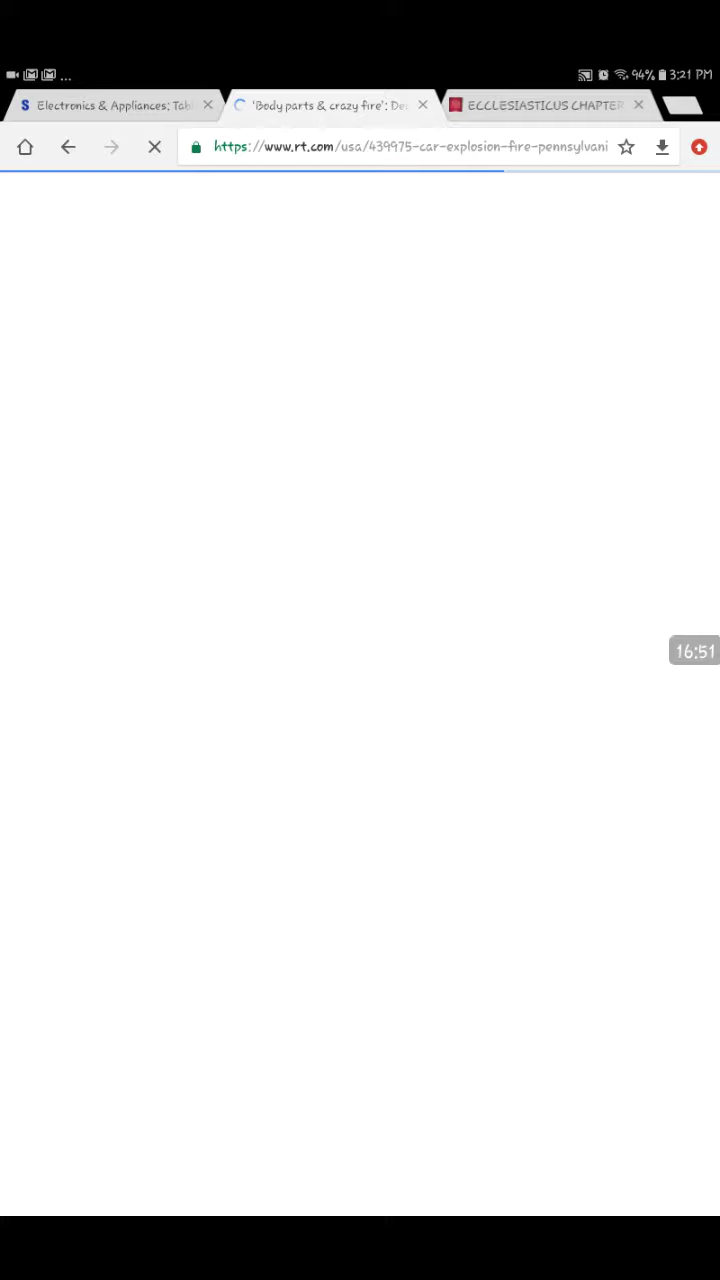 ... 94% 3:21 PM
S Electronics & Appliances; Tab 'Body parts & crazy fire'; De ECCLESIASTICUS CHAPTER
https://www.rt.com/usa/439975-car-explosion-fire-pennsylvani
16:51